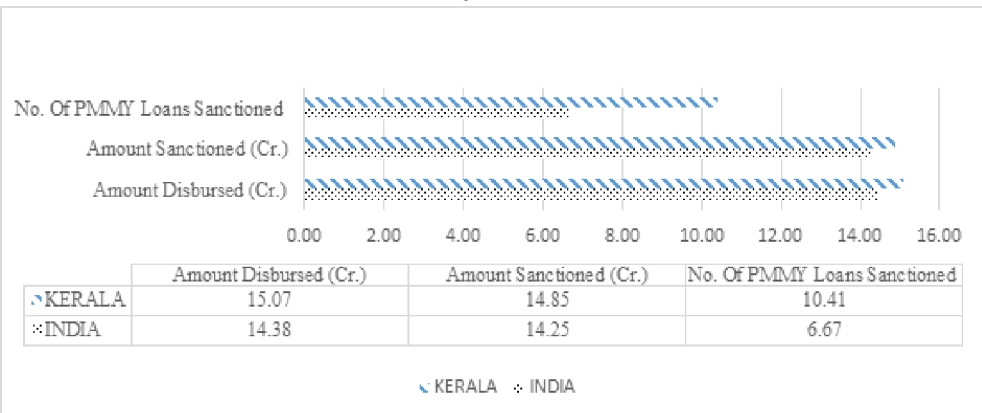 No. Of PMMY Loans Sanctioned
Amount Sanctioned (Cr.)
Amount Disbursed (Cr.)
0.00 2.00 4.00 6.00 8.00 10.00 12.00 14.00 16.00
Amount Disbursed (Cr.) Amount Sanctioned (Cr.) No. Of PMMY Loans Sanctioned
KERALA 15.07 14.85 10.41
INDIA 14.38 14.25 6.67
KERALA INDIA